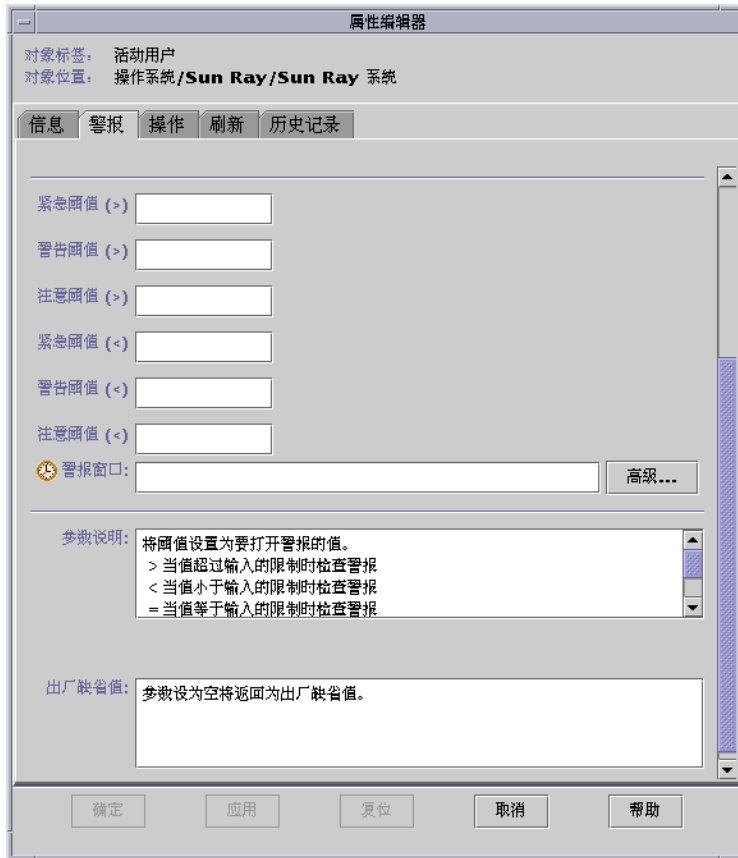 属性编辑器
对象标签： 活动用户
对象位置： 操作系统/Sun Ray/Sun Ray 系统
信息 警报 操作 刷新 历史记录
紧急阈值 (>)
警告阈值 (>)
注意阈值 (>)
紧急阈值 (<)
警告阈值 (<)
注意阈值 (<)
警报窗口: 高级...
参数说明: 将阈值设置为要打开警报的值。
> 当值超过输入的限制时检查警报
< 当值小于输入的限制时检查警报
= 当值等于输入的限制时检查警报
出厂缺省值: 参数设为空将返回为出厂缺省值。
确定 应用 复位 取消 帮助